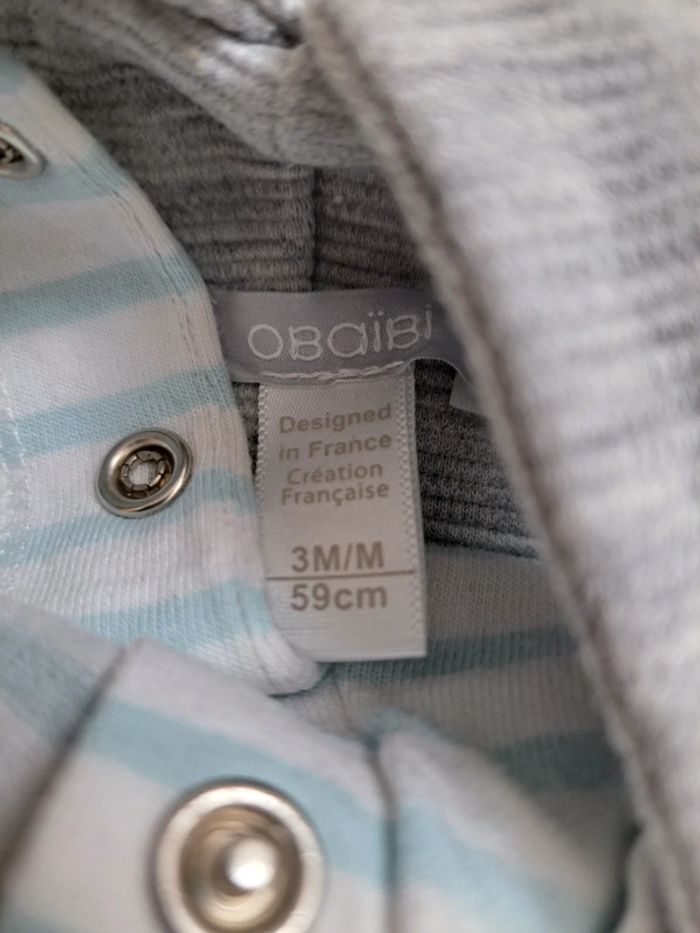 OBaïBi
Designed
in France
Création
Française
3M/M
59cm